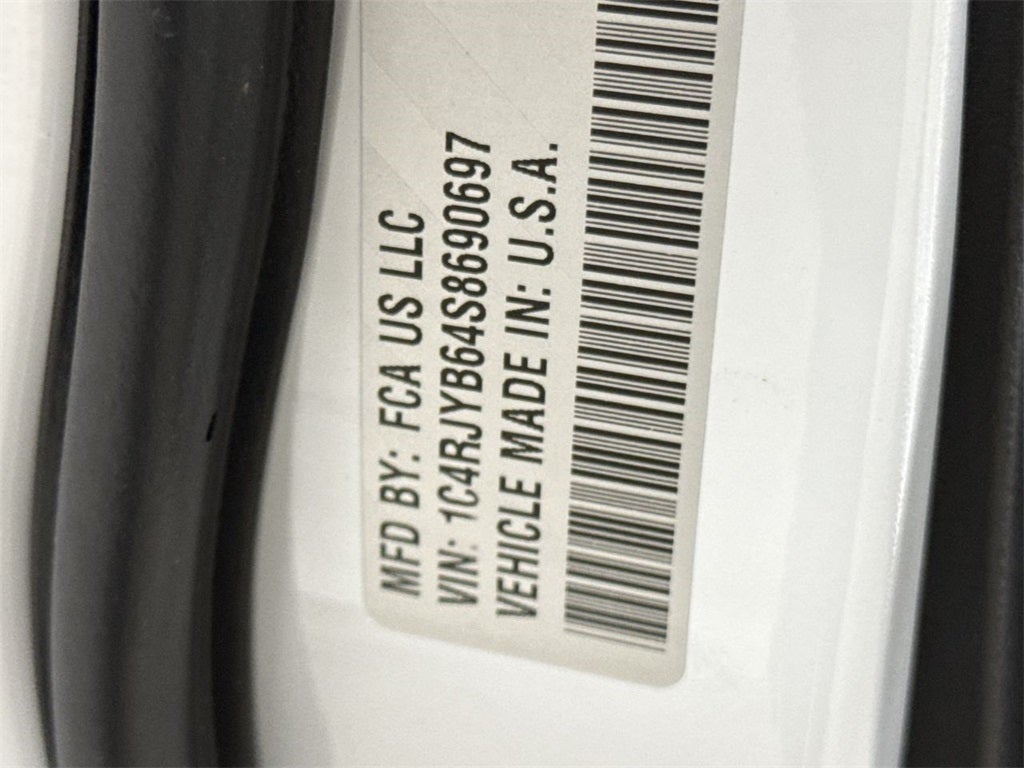 MFD BY: FCA US LLC
VIN: 1C4RJYB64S8690697
VEHICLE MADE IN: U.S.A.